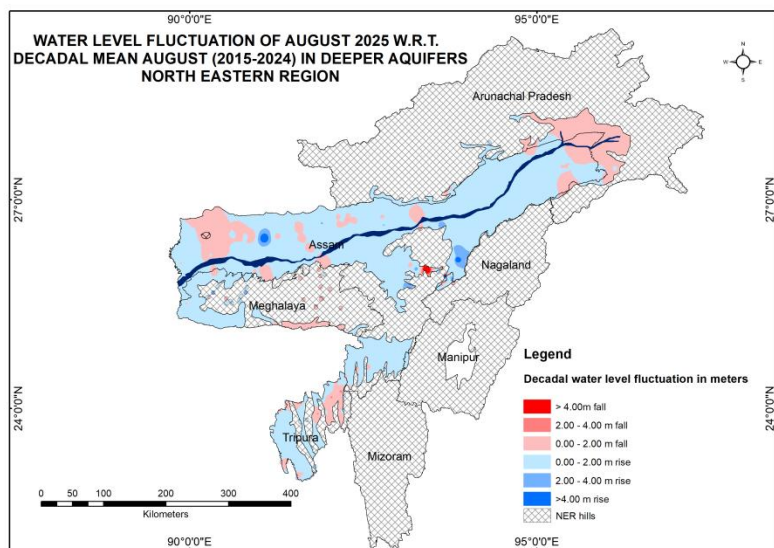 90°0'0"E
95°0'0"E
WATER LEVEL FLUCTUATION OF AUGUST 2025 W.R.T.
DECADAL MEAN AUGUST (2015-2024) IN DEEPER AQUIFERS
NORTH EASTERN REGION
N
W
E
S
Arunachal Pradesh
27°0'0"N
27°0'0"N
Assam
Nagaland
Meghalaya
Manipur
Legend
Decadal water level fluctuation in meters
> 4.00m fall
2.00 - 4.00 m fall
0.00 - 2.00 m fall
0.00 - 2.00 m rise
2.00 - 4.00 m rise
>4.00 m rise
NER hills
24°0'0"N
24°0'0"N
Tripura
Mizoram
0 50 100 200 300 400
Kilometers
90°0'0"E
95°0'0"E